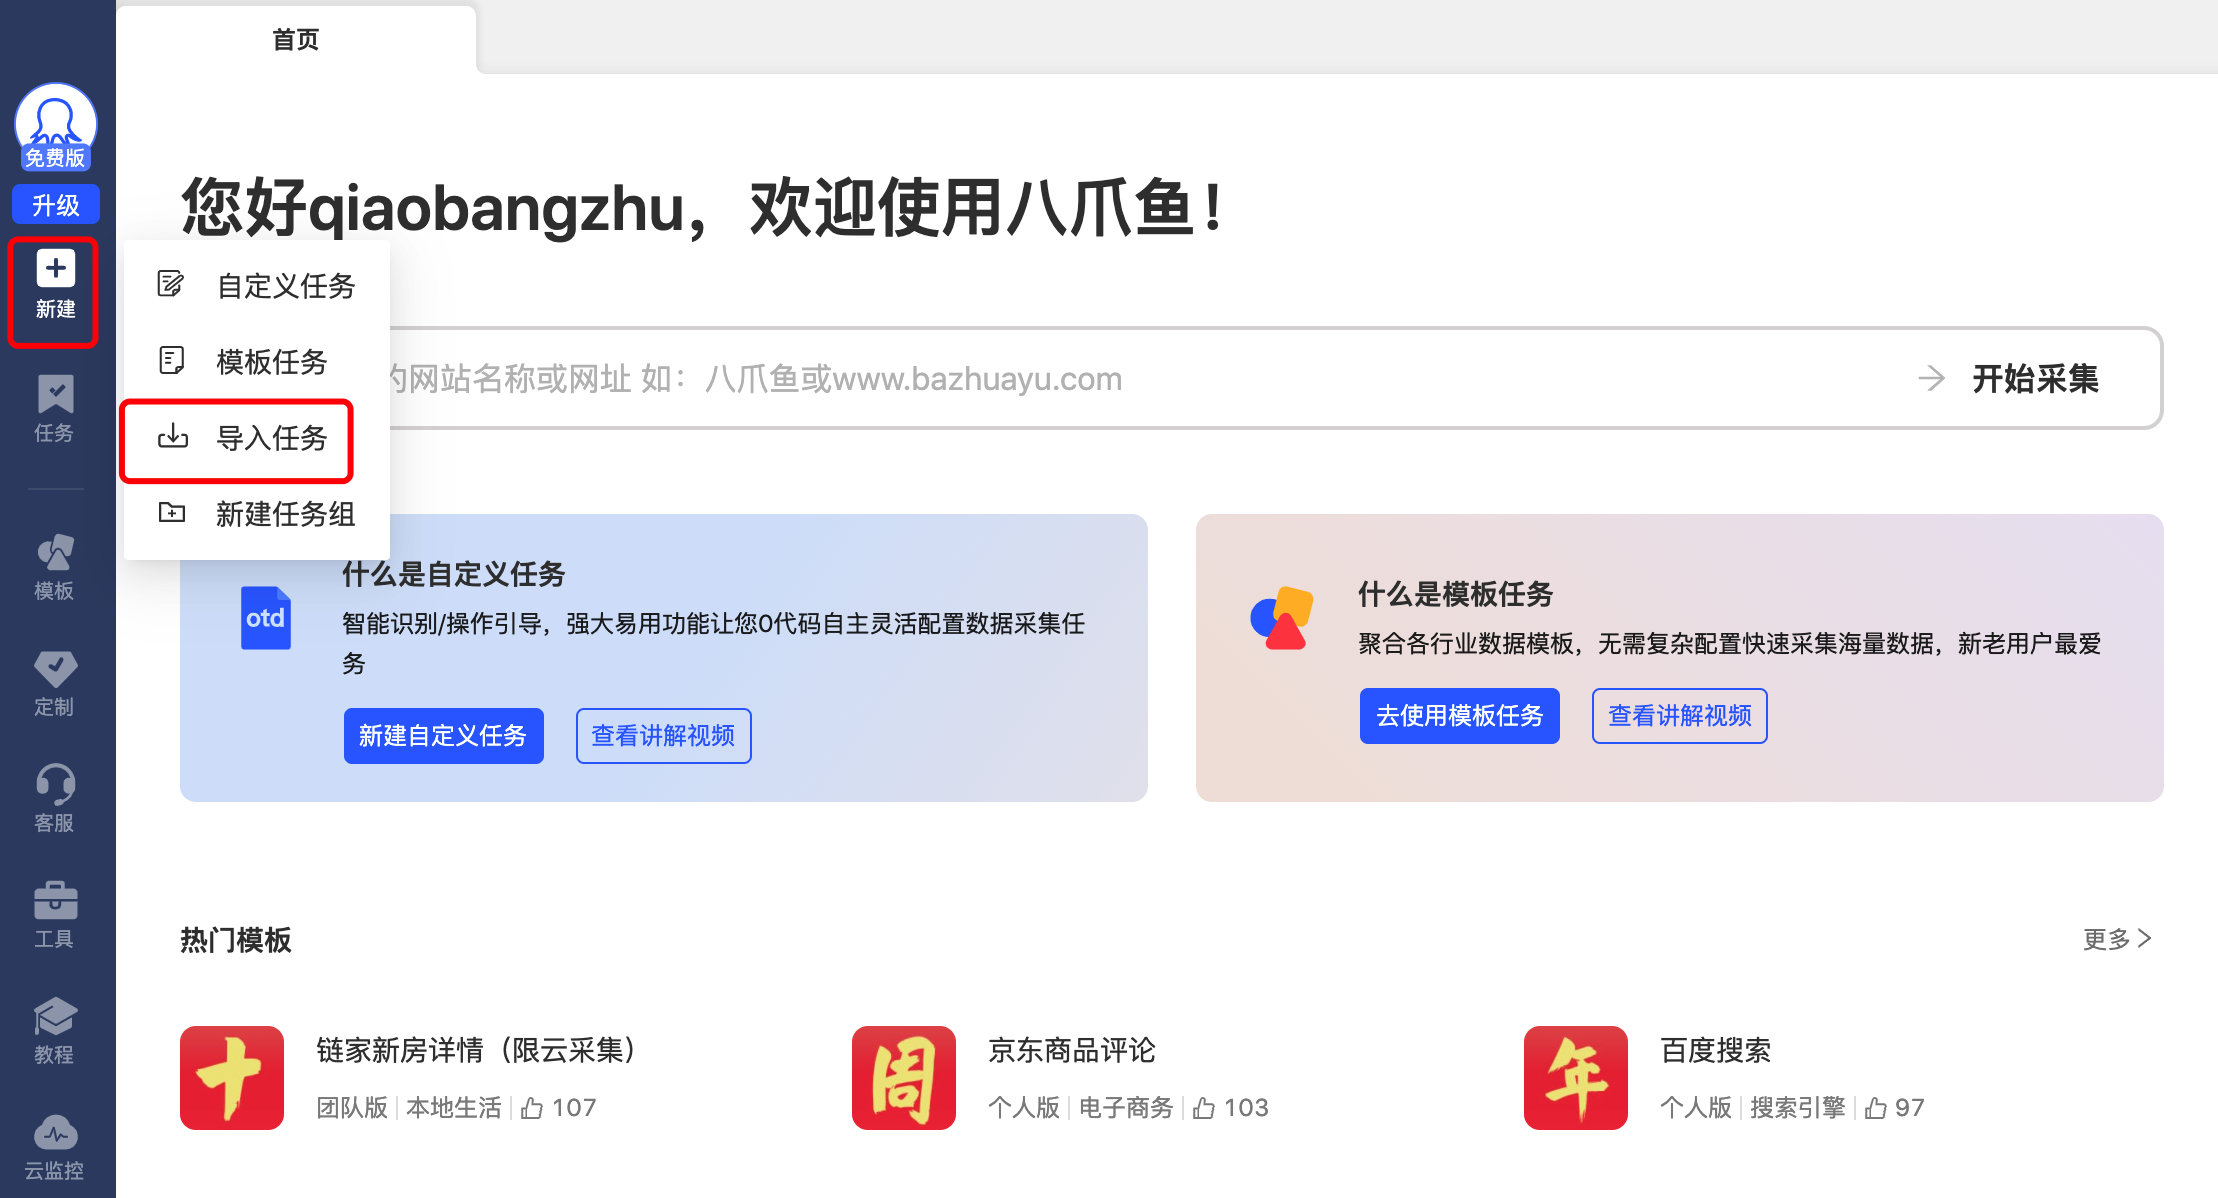 首页
免费版
升级
新建
任务
模板
定制
客服
工具
教程
云监控
您好qiaobangzhu，欢迎使用八爪鱼！
自定义任务
模板任务
导入任务
新建任务组
网站名称或网址 如：八爪鱼或www.bazhuayu.com
开始采集
otd
什么是自定义任务
智能识别/操作引导，强大易用功能让您0代码自主灵活配置数据采集任
务
新建自定义任务
查看讲解视频
什么是模板任务
聚合各行业数据模板，无需复杂配置快速采集海量数据，新老用户最爱
去使用模板任务
查看讲解视频
热门模板
更多
十
链家新房详情（限云采集）
团队版 本地生活 107
周
京东商品评论
个人版 电子商务 103
年
百度搜索
个人版 搜索引擎 97